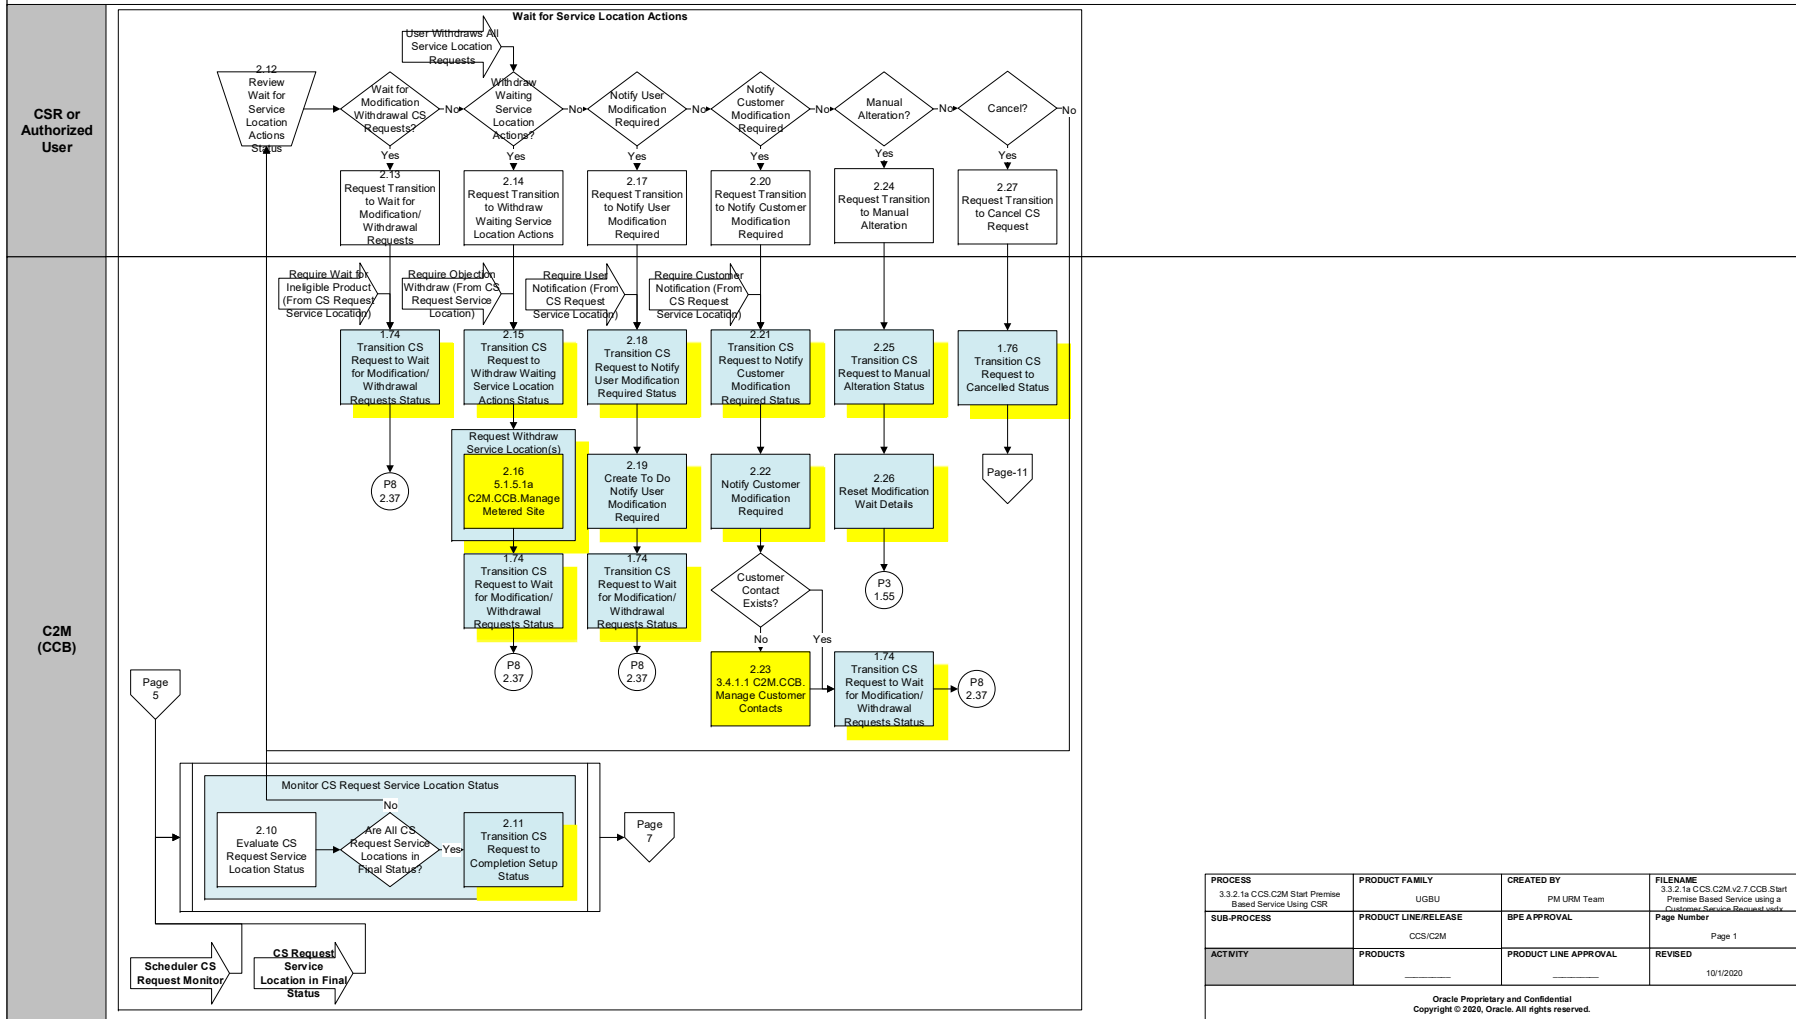 Wait for Service Location Actions
CSR or
Authorized
User
User Withdraws All
Service Location
Requests
2.12
Review
Wait for
Service
Location
Actions
Status
Wait for
Modification
Withdrawal CS
Requests?
No
Withdraw
Waiting
Service
Location
Actions?
No
Notify User
Modification
Required
No
Notify
Customer
Modification
Required
No
Manual
Alteration?
No
Cancel?
No
Yes
Yes
Yes
Yes
Yes
Yes
2.13
Request Transition
to Wait for
Modification/
Withdrawal
Requests
2.14
Request Transition
to Withdraw
Waiting Service
Location Actions
2.17
Request Transition
to Notify User
Modification
Required
2.20
Request Transition
to Notify Customer
Modification
Required
2.24
Request Transition
to Manual
Alteration
2.27
Request Transition
to Cancel CS
Request
C2M
(CCB)
Require Wait for
Ineligible Product
(From CS Request
Service Location)
Require Objection
Withdraw (From CS
Request Service
Location)
Require User
Notification (From
CS Request
Service Location)
Require Customer
Notification (From
CS Request
Service Location)
1.74
Transition CS
Request to Wait
for Modification/
Withdrawal
Requests Status
2.15
Transition CS
Request to
Withdraw Waiting
Service Location
Actions Status
2.18
Transition CS
Request to Notify
User Modification
Required Status
2.21
Transition CS
Request to Notify
Customer
Modification
Required Status
2.25
Transition CS
Request to Manual
Alteration Status
1.76
Transition CS
Request to
Cancelled Status
P8
2.37
Request Withdraw
Service Location(s)
2.16
5.1.5.1a
C2M.CCB.Manage
Metered Site
2.19
Create To Do
Notify User
Modification
Required
2.22
Notify Customer
Modification
Required
2.26
Reset Modification
Wait Details
Page-11
1.74
Transition CS
Request to Wait
for Modification/
Withdrawal
Requests Status
1.74
Transition CS
Request to Wait
for Modification/
Withdrawal
Requests Status
Customer
Contact
Exists?
P3
1.55
No
Yes
P8
2.37
P8
2.37
2.23
3.4.1.1 C2M.CCB.
Manage Customer
Contacts
1.74
Transition CS
Request to Wait
for Modification/
Withdrawal
Requests Status
P8
2.37
Page
5
Monitor CS Request Service Location Status
No
2.10
Evaluate CS
Request Service
Location Status
Are All CS
Request Service
Locations in
Final Status?
Yes
2.11
Transition CS
Request to
Completion Setup
Status
Page
7
Scheduler CS
Request Monitor
CS Request
Service
Location in Final
Status
PROCESS
3.3.2.1a CCS.C2M Start Premise
Based Service Using CSR
PRODUCT FAMILY
UGBU
CREATED BY
PM URM Team
FILENAME
3.3.2.1a CCS.C2M.v2.7.CCB.Start
Premise Based Service using a
Customer Service Request.vsdx
SUB-PROCESS
PRODUCT LINE/RELEASE
CCS/C2M
BPE APPROVAL
Page Number
Page 1
ACTIVITY
PRODUCTS
PRODUCT LINE APPROVAL
REVISED
10/1/2020
Oracle Proprietary and Confidential
Copyright © 2020, Oracle. All rights reserved.